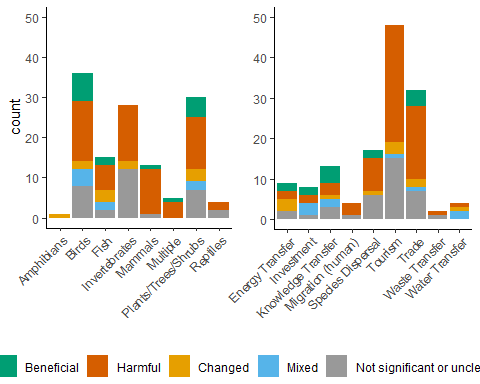 50
40
30
20
10
0
count
Amphibians
Birds
Fish
Invertebrates
Mammals
Multiple
Plants/Trees/Shrubs
Reptiles
50
40
30
20
10
0
Energy Transfer
Investment
Knowledge Transfer
Migration (human)
Species Dispersal
Tourism
Trade
Waste Transfer
Water Transfer
Beneficial
Harmful
Changed
Mixed
Not significant or uncle